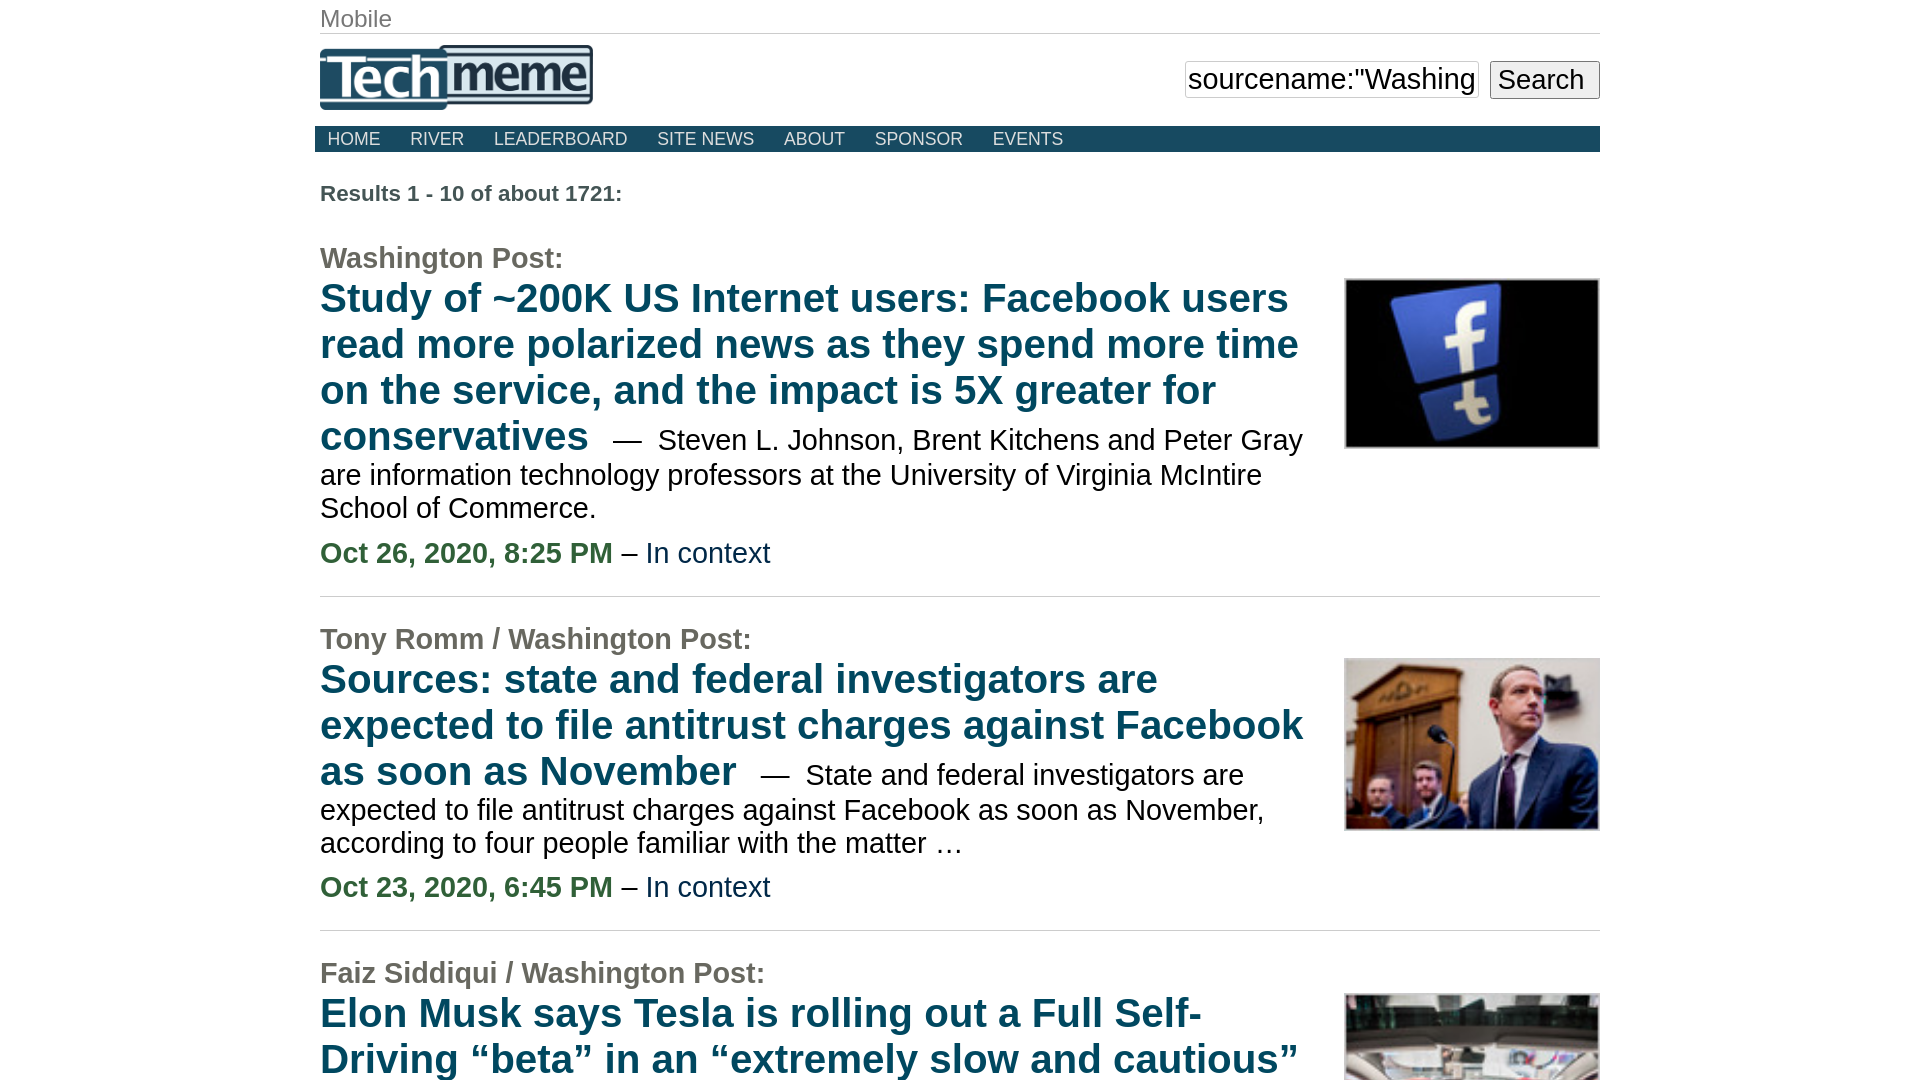 Mobile
Techmeme
sourcename:"Washing
Search
HOME RIVER LEADERBOARD SITE NEWS ABOUT SPONSOR EVENTS
Results 1 - 10 of about 1721:
Washington Post:
Study of ~200K US Internet users: Facebook users
read more polarized news as they spend more time
on the service, and the impact is 5X greater for
conservatives — Steven L. Johnson, Brent Kitchens and Peter Gray
are information technology professors at the University of Virginia McIntire
School of Commerce.
Oct 26, 2020, 8:25 PM – In context
Tony Romm / Washington Post:
Sources: state and federal investigators are
expected to file antitrust charges against Facebook
as soon as November — State and federal investigators are
expected to file antitrust charges against Facebook as soon as November,
according to four people familiar with the matter …
Oct 23, 2020, 6:45 PM – In context
Faiz Siddiqui / Washington Post:
Elon Musk says Tesla is rolling out a Full Self-
Driving “beta” in an “extremely slow and cautious”